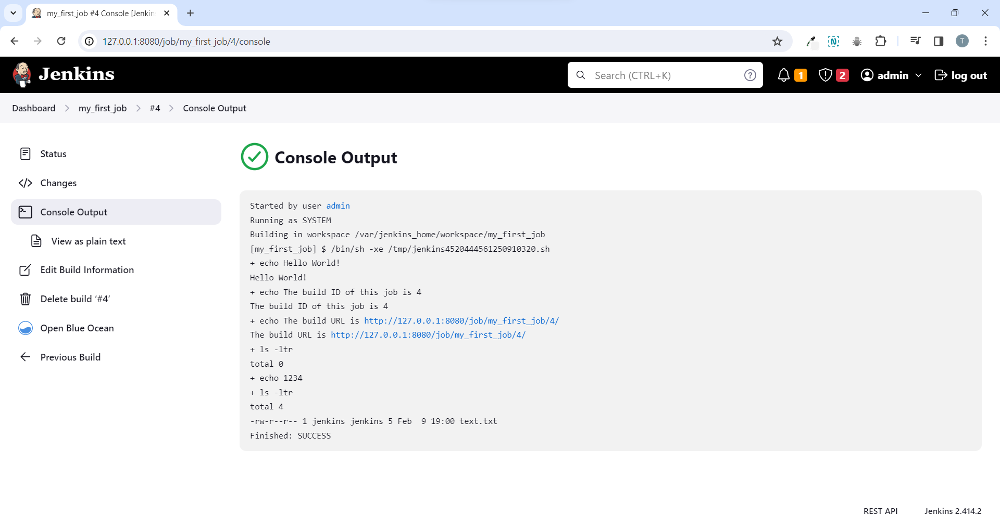 my_first_job #4 Console [Jenkin
127.0.0.1:8080/job/my_first_job/4/console
T
Jenkins
Search (CTRL+K)
?
1
2
admin
log out
Dashboard
my_first_job
#4
Console Output
Status
Changes
Console Output
View as plain text
Edit Build Information
Delete build ‘#4’
Open Blue Ocean
Previous Build
Console Output
Started by user admin
Running as SYSTEM
Building in workspace /var/jenkins_home/workspace/my_first_job
[my_first_job] $ /bin/sh -xe /tmp/jenkins4520444561250910320.sh
+ echo Hello World!
Hello World!
+ echo The build ID of this job is 4
The build ID of this job is 4
+ echo The build URL is http://127.0.0.1:8080/job/my_first_job/4/
The build URL is http://127.0.0.1:8080/job/my_first_job/4/
+ ls -ltr
total 0
+ echo 1234
+ ls -ltr
total 4
-rw-r--r-- 1 jenkins jenkins 5 Feb  9 19:00 text.txt
Finished: SUCCESS
REST API
Jenkins 2.414.2